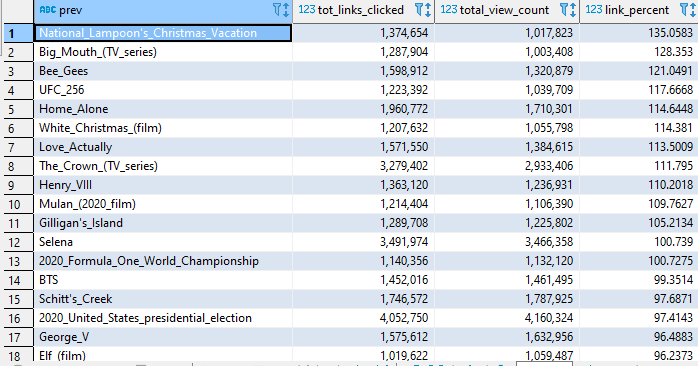 ABC prev 123 tot_links_clicked 123 total_view_count 123 link_percent
1 National_Lampoon's_Christmas_Vacation 1,374,654 1,017,823 135.0583
2 Big_Mouth_(TV_series) 1,287,904 1,003,408 128.353
3 Bee_Gees 1,598,912 1,320,879 121.0491
4 UFC_256 1,223,392 1,039,709 117.6668
5 Home_Alone 1,960,772 1,710,301 114.6448
6 White_Christmas_(film) 1,207,632 1,055,798 114.381
7 Love_Actually 1,571,550 1,384,615 113.5009
8 The_Crown_(TV_series) 3,279,402 2,933,406 111.795
9 Henry_VIII 1,363,120 1,236,931 110.2018
10 Mulan_(2020_film) 1,214,404 1,106,390 109.7627
11 Gilligan's_Island 1,289,708 1,225,802 105.2134
12 Selena 3,491,974 3,466,358 100.739
13 2020_Formula_One_World_Championship 1,140,356 1,132,120 100.7275
14 BTS 1,452,016 1,461,495 99.3514
15 Schitt's_Creek 1,746,572 1,787,925 97.6871
16 2020_United_States_presidential_election 4,052,750 4,160,324 97.4143
17 George_V 1,575,612 1,632,956 96.4883
18 Elf_(film) 1,019,622 1,059,487 96.2373